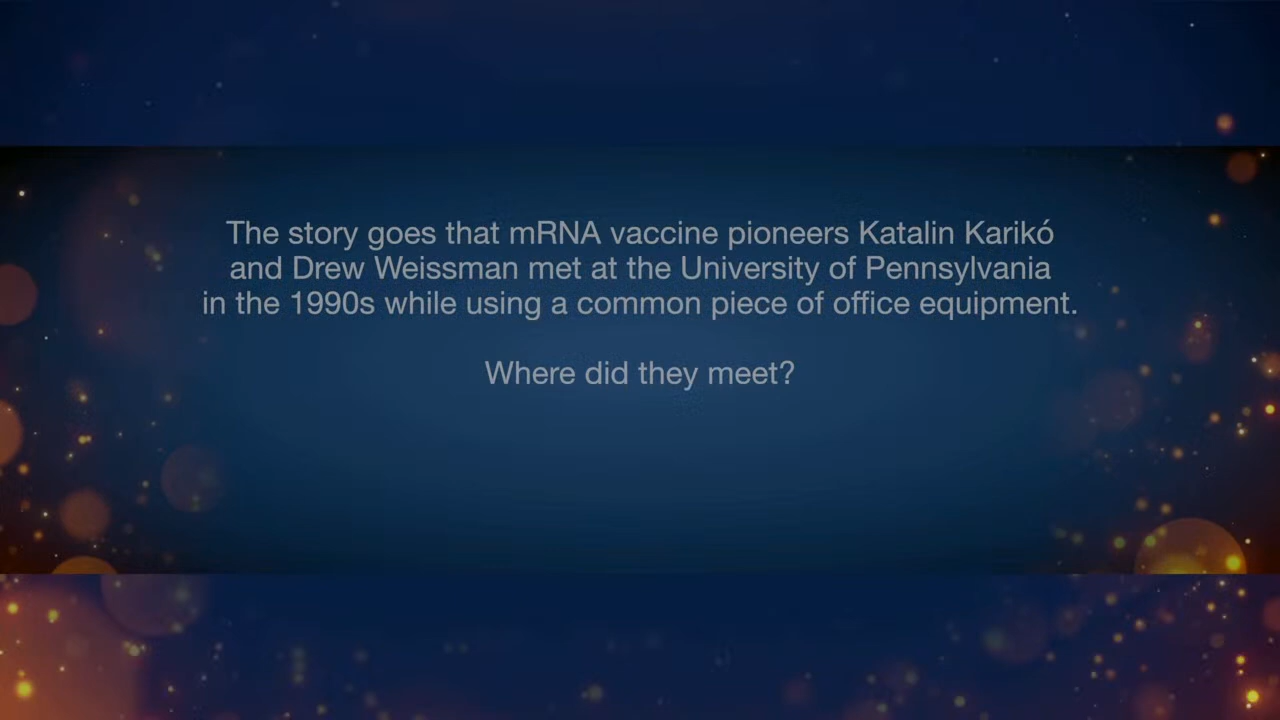 The story goes that mRNA vaccine pioneers Katalin Karikó
and Drew Weissman met at the University of Pennsylvania
in the 1990s while using a common piece of office equipment.
Where did they meet?